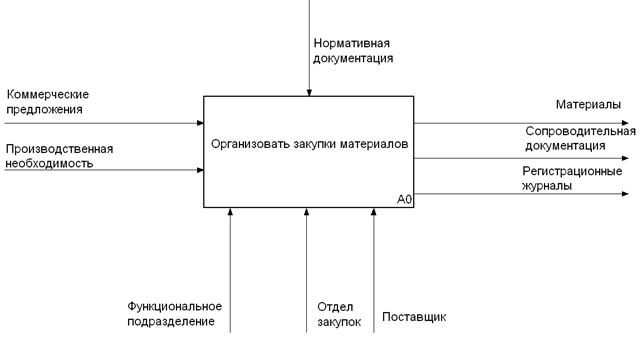 Нормативная
документация
Коммерческие
предложения
Производственная
необходимость
Организовать закупки материалов
А0
Материалы
Сопроводительная
документация
Регистрационные
журналы
Функциональное
подразделение
Отдел
закупок
Поставщик